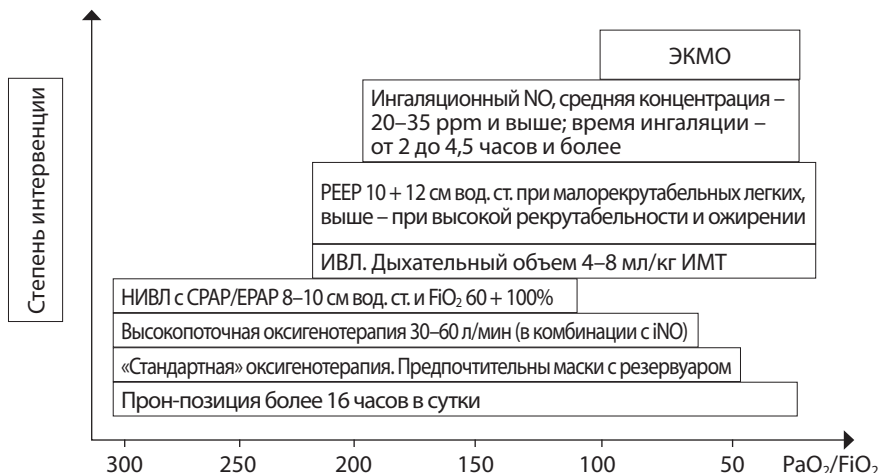 Степень интервенции
ЭКМО
Ингаляционный NO, средняя концентрация –
20–35 ppm и выше; время ингаляции –
от 2 до 4,5 часов и более
PEEP 10 + 12 см вод. ст. при малорекрутабельных легких,
выше – при высокой рекрутабельности и ожирении
ИВЛ. Дыхательный объем 4–8 мл/кг ИМТ
НИВЛ с CPAP/EPAP 8–10 см вод. ст. и FiO₂ 60 + 100%
Высокопоточная оксигенотерапия 30–60 л/мин (в комбинации с iNO)
«Стандартная» оксигенотерапия. Предпочтительны маски с резервуаром
Прон-позиция более 16 часов в сутки
300 250 200 150 100 50 PaO₂/FiO₂